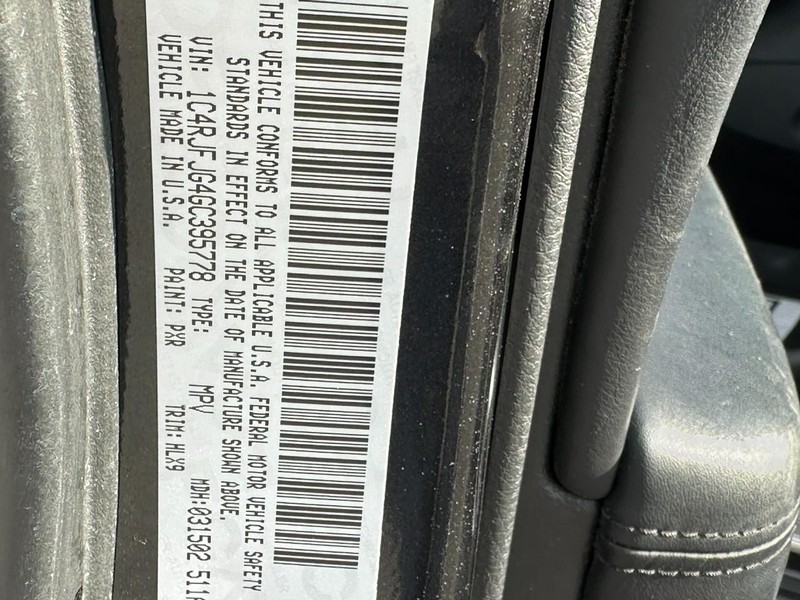 THIS VEHICLE CONFORMS TO ALL APPLICABLE U.S.A. FEDERAL MOTOR VEHICLE SAFETY
STANDARDS IN EFFECT ON THE DATE OF MANUFACTURE SHOWN ABOVE.
VIN: 1C4RJFJG4GC395778 TYPE: MPV MDH:031502 511
VEHICLE MADE IN U.S.A. PAINT: PXR TRIM:HLX9